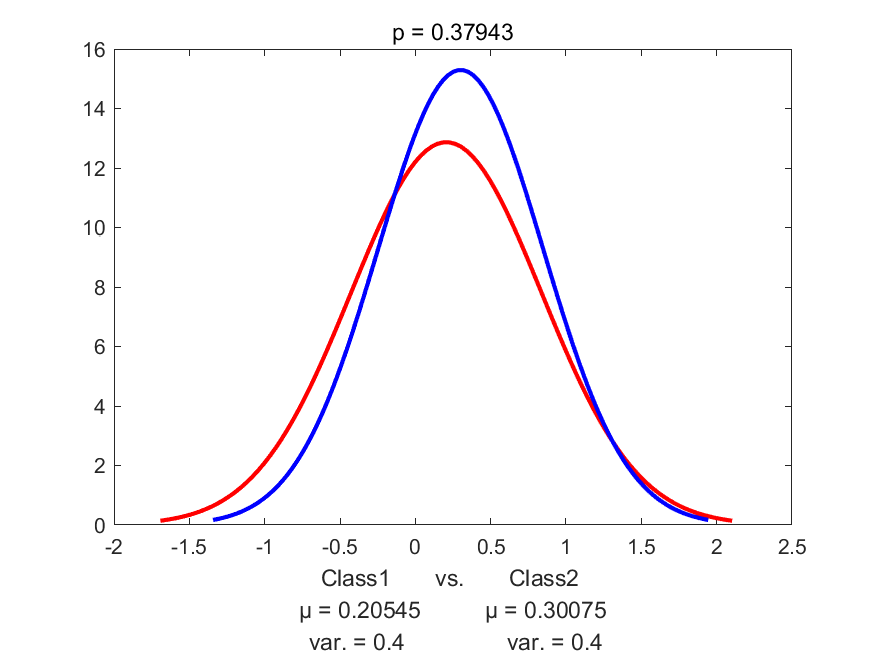 p = 0.37943
16
14
12
10
8
6
4
2
0
-2 -1.5 -1 -0.5 0 0.5 1 1.5 2 2.5
Class1 vs. Class2
μ = 0.20545 μ = 0.30075
var. = 0.4 var. = 0.4